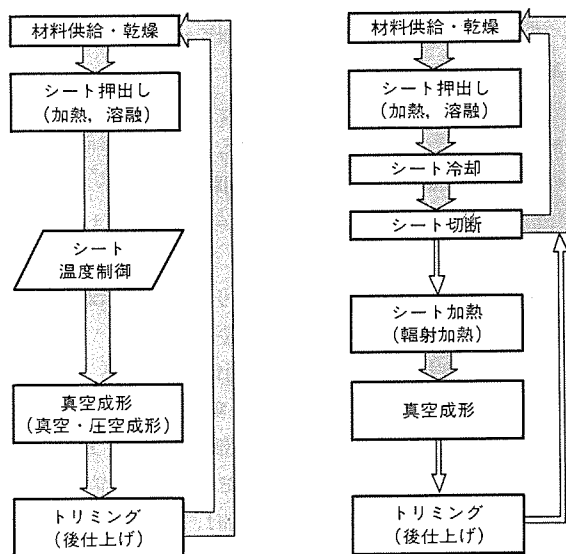 材料供給・乾燥
シート押出し
(加熱，溶融)
シート
温度制御
真空成形
(真空・圧空成形)
トリミング
(後仕上げ)
材料供給・乾燥
シート押出し
(加熱，溶融)
シート冷却
シート切断
シート加熱
(輻射加熱)
真空成形
トリミング
(後仕上げ)